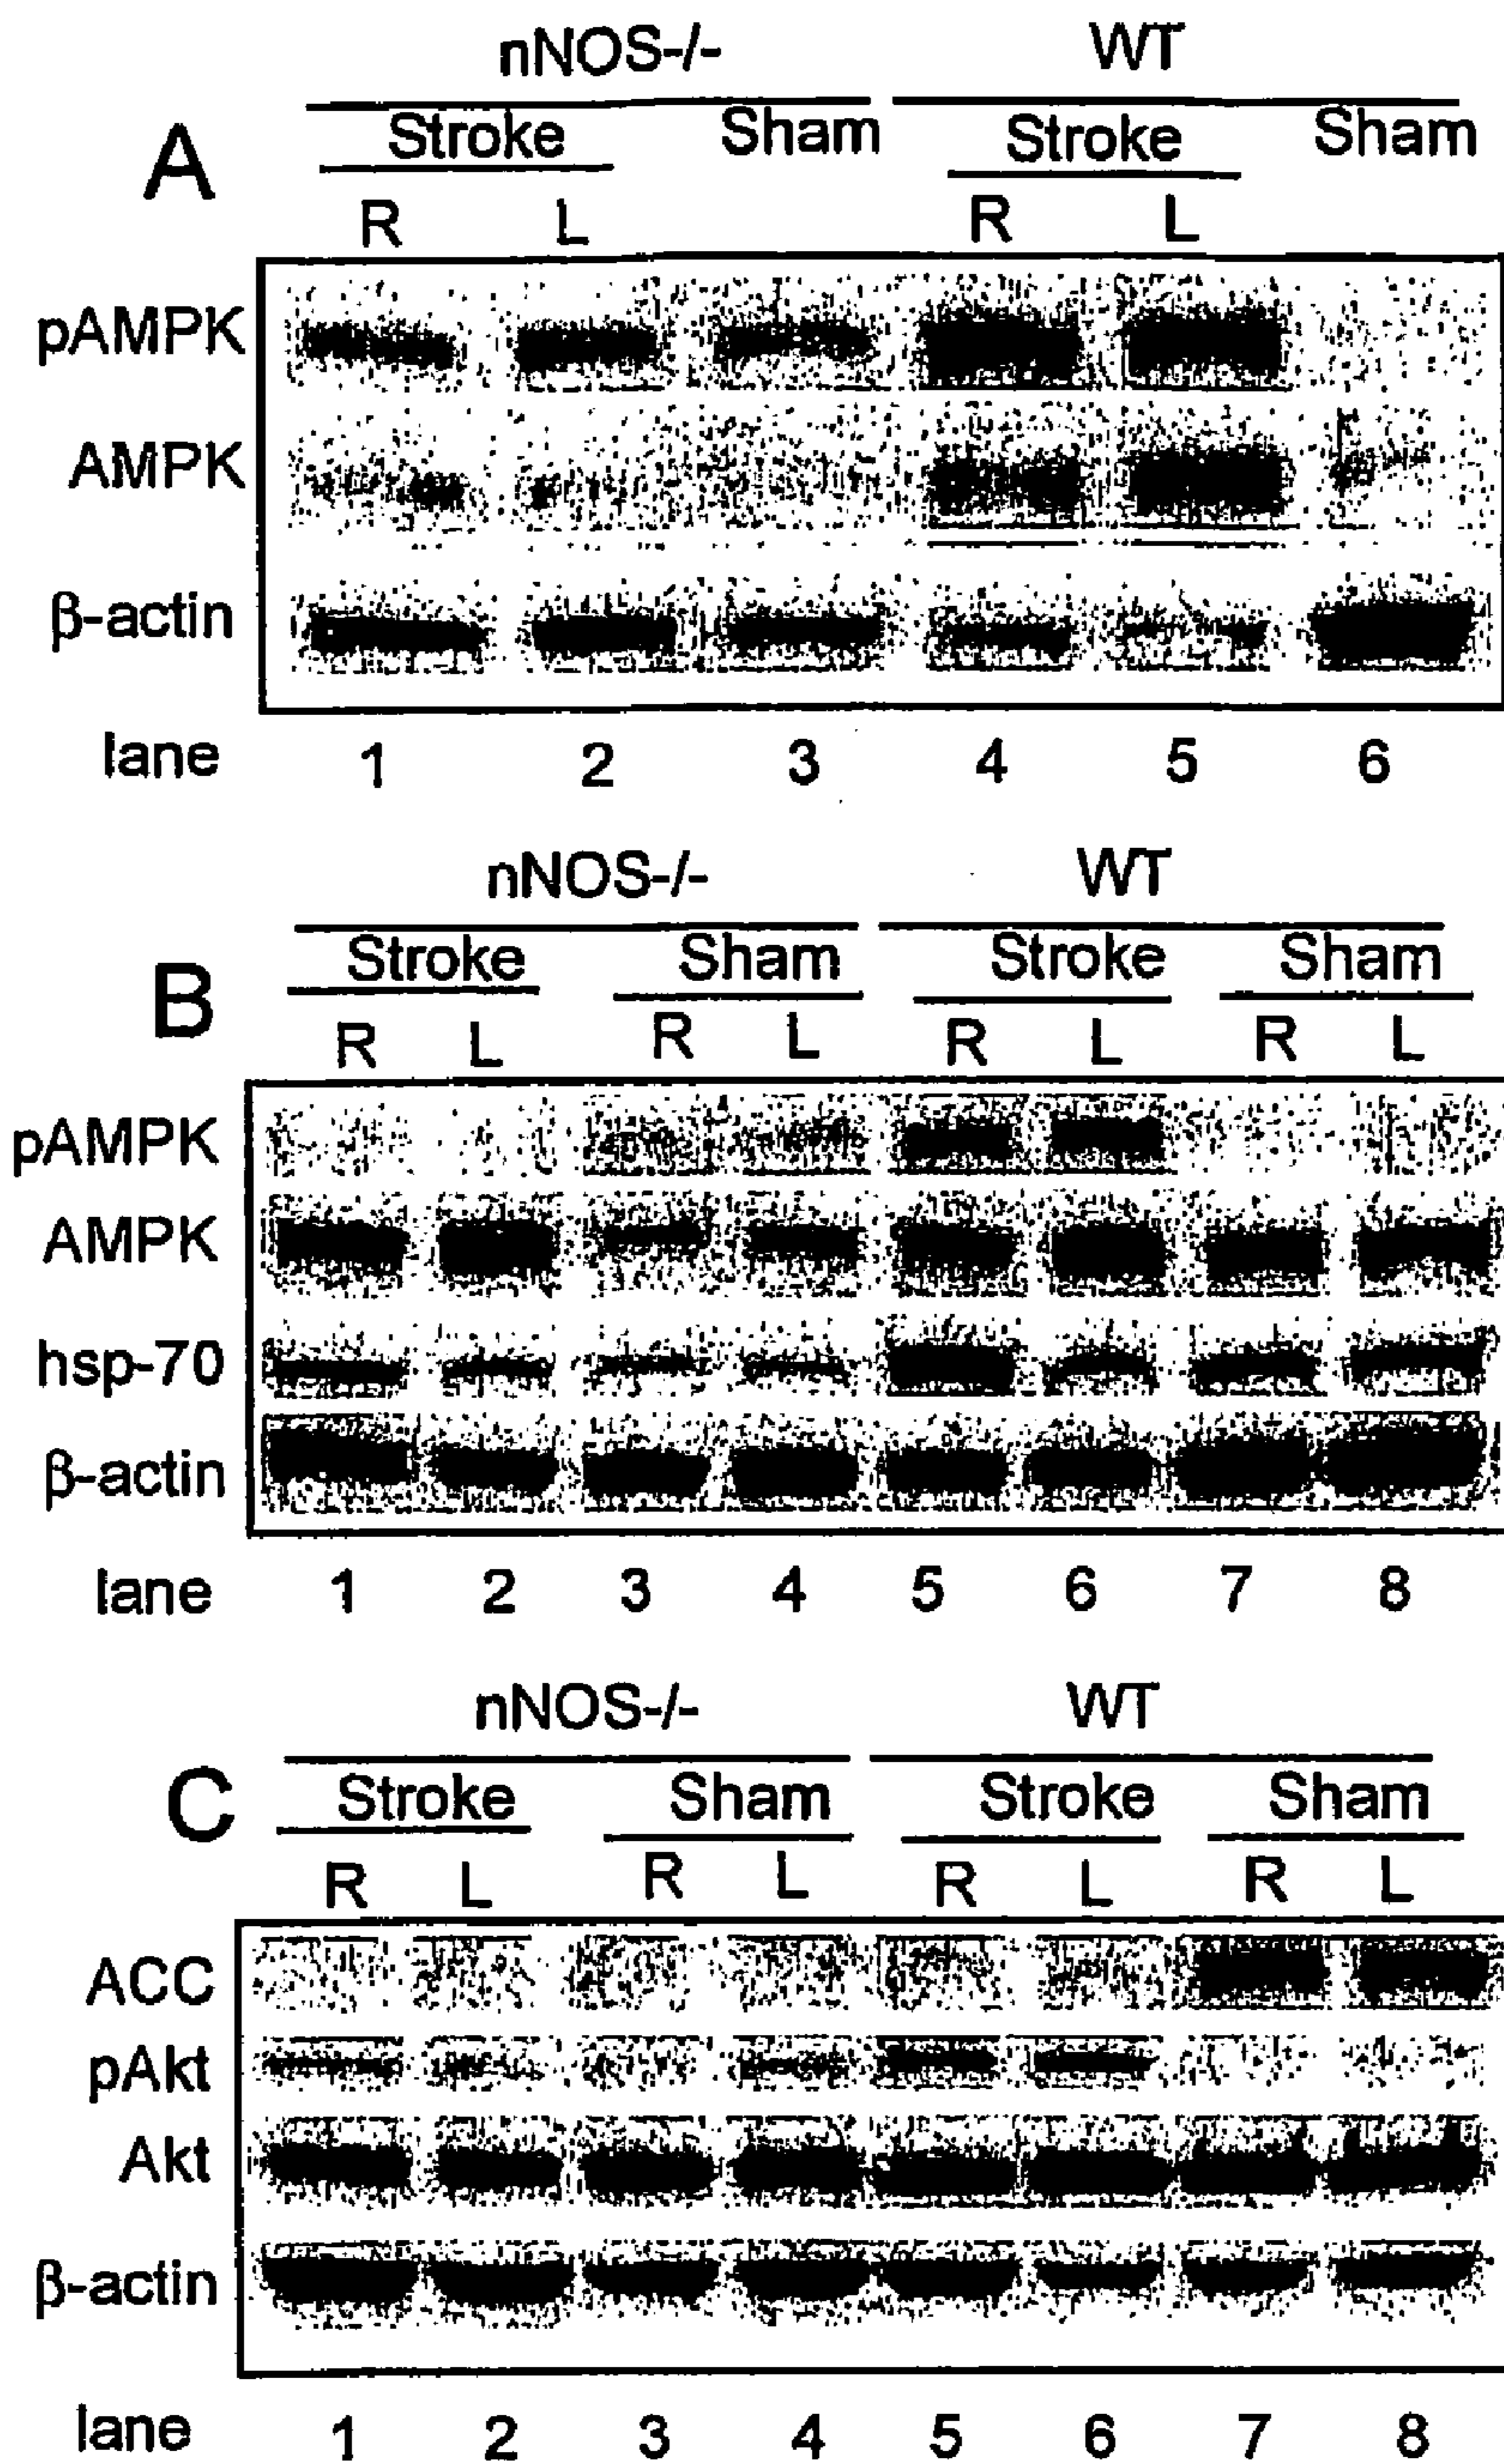 nNOS-/- WT
A Stroke Sham Stroke Sham
R L R L
pAMPK
AMPK
β-actin
lane 1 2 3 4 5 6
nNOS-/- WT
B Stroke Sham Stroke Sham
R L R L R L R L
pAMPK
AMPK
hsp-70
β-actin
lane 1 2 3 4 5 6 7 8
nNOS-/- WT
C Stroke Sham Stroke Sham
R L R L R L R L
ACC
pAkt
Akt
β-actin
lane 1 2 3 4 5 6 7 8